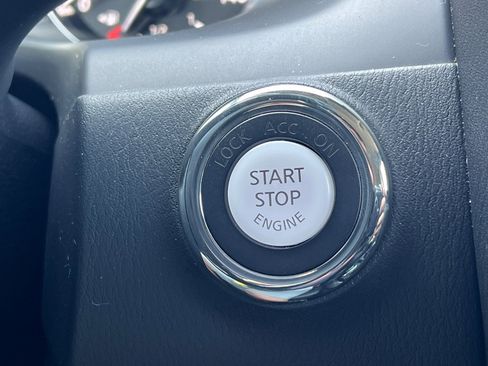 LOCK ACC ON
START
STOP
ENGINE